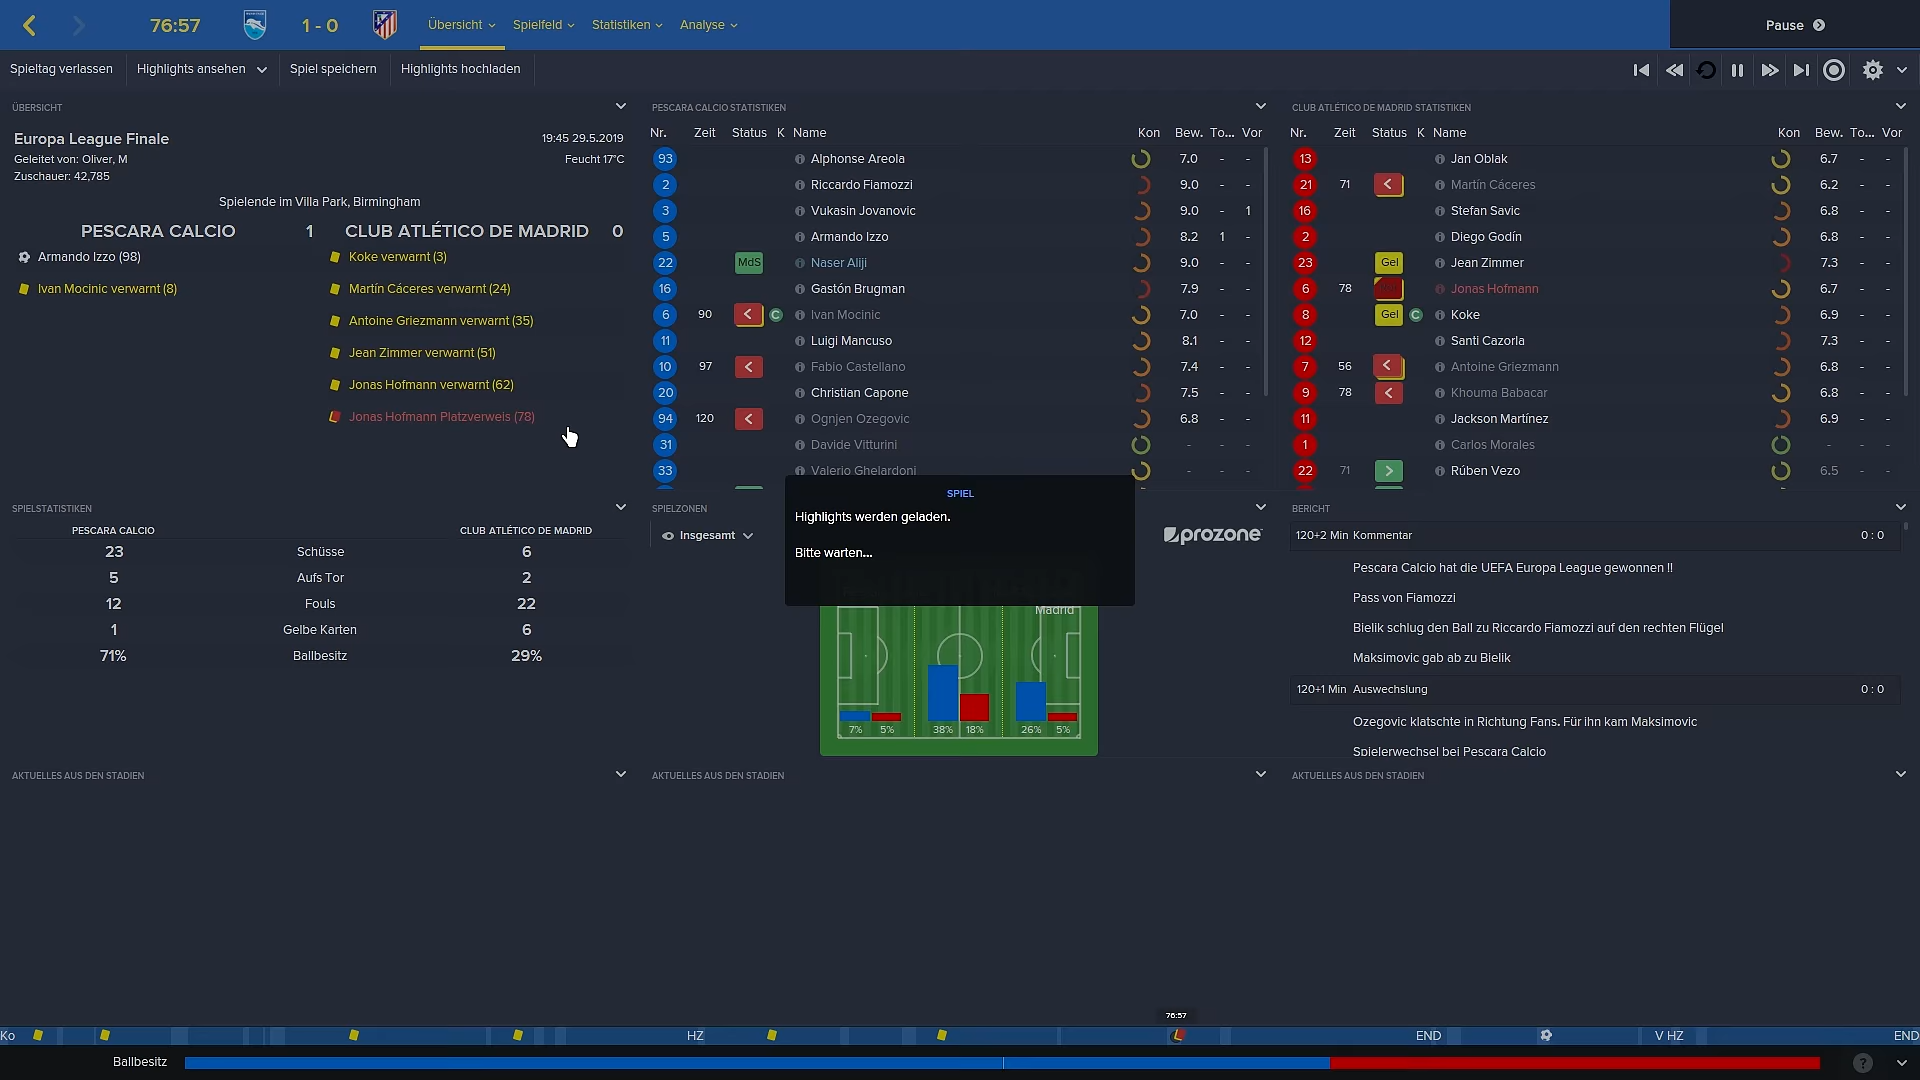 76:57 1 - 0 Übersicht Spielfeld Statistiken Analyse Pause
Spieltag verlassen Highlights ansehen Spiel speichern Highlights hochladen
ÜBERSICHT
Europa League Finale 19:45 29.5.2019
Geleitet von: Oliver, M Feucht 17°C
Zuschauer: 42,785
Spielende im Villa Park, Birmingham
PESCARA CALCIO 1 CLUB ATLÉTICO DE MADRID 0
Armando Izzo (98) Koke verwarnt (3)
Ivan Mocinic verwarnt (8) Martín Cáceres verwarnt (24)
Antoine Griezmann verwarnt (35)
Jean Zimmer verwarnt (51)
Jonas Hofmann verwarnt (62)
Jonas Hofmann Platzverweis (78)
PESCARA CALCIO STATISTIKEN
Nr. Zeit Status K Name Kon Bew. To... Vor
93 Alphonse Areola 7.0 - -
2 Riccardo Fiamozzi 9.0 - -
3 Vukasin Jovanovic 9.0 - 1
5 Armando Izzo 8.2 1 -
22 MdS Naser Aliji 9.0 - -
16 Gastón Brugman 7.9 - -
6 90 C Ivan Mocinic 7.0 - -
11 Luigi Mancuso 8.1 - -
10 97 Fabio Castellano 7.4 - -
20 Christian Capone 7.5 - -
94 120 Ognjen Ozegovic 6.8 - -
31 Davide Vitturini - - -
33 Valerio Ghelardoni - - -
CLUB ATLÉTICO DE MADRID STATISTIKEN
Nr. Zeit Status K Name Kon Bew. To... Vor
13 Jan Oblak 6.7 - -
21 71 Martín Cáceres 6.2 - -
16 Stefan Savic 6.8 - -
2 Diego Godín 6.8 - -
23 Gel Jean Zimmer 7.3 - -
6 78 Jonas Hofmann 6.7 - -
8 Gel C Koke 6.9 - -
12 Santi Cazorla 7.3 - -
7 56 Antoine Griezmann 6.8 - -
9 78 Khouma Babacar 6.8 - -
11 Jackson Martínez 6.9 - -
1 Carlos Morales - - -
22 71 Rúben Vezo 6.5 - -
SPIELSTATISTIKEN
PESCARA CALCIO CLUB ATLÉTICO DE MADRID
23 Schüsse 6
5 Aufs Tor 2
12 Fouls 22
1 Gelbe Karten 6
71% Ballbesitz 29%
SPIELZONEN
Insgesamt prozone
SPIEL
Highlights werden geladen.
Bitte warten...
Madrid
7% 5% 38% 18% 26% 5%
BERICHT
120+2 Min Kommentar 0 : 0
Pescara Calcio hat die UEFA Europa League gewonnen !!
Pass von Fiamozzi
Bielik schlug den Ball zu Riccardo Fiamozzi auf den rechten Flügel
Maksimovic gab ab zu Bielik
120+1 Min Auswechslung 0 : 0
Ozegovic klatschte in Richtung Fans. Für ihn kam Maksimovic
Spielerwechsel bei Pescara Calcio
AKTUELLES AUS DEN STADIEN AKTUELLES AUS DEN STADIEN AKTUELLES AUS DEN STADIEN
76:57
Ko HZ END V HZ END
Ballbesitz ?